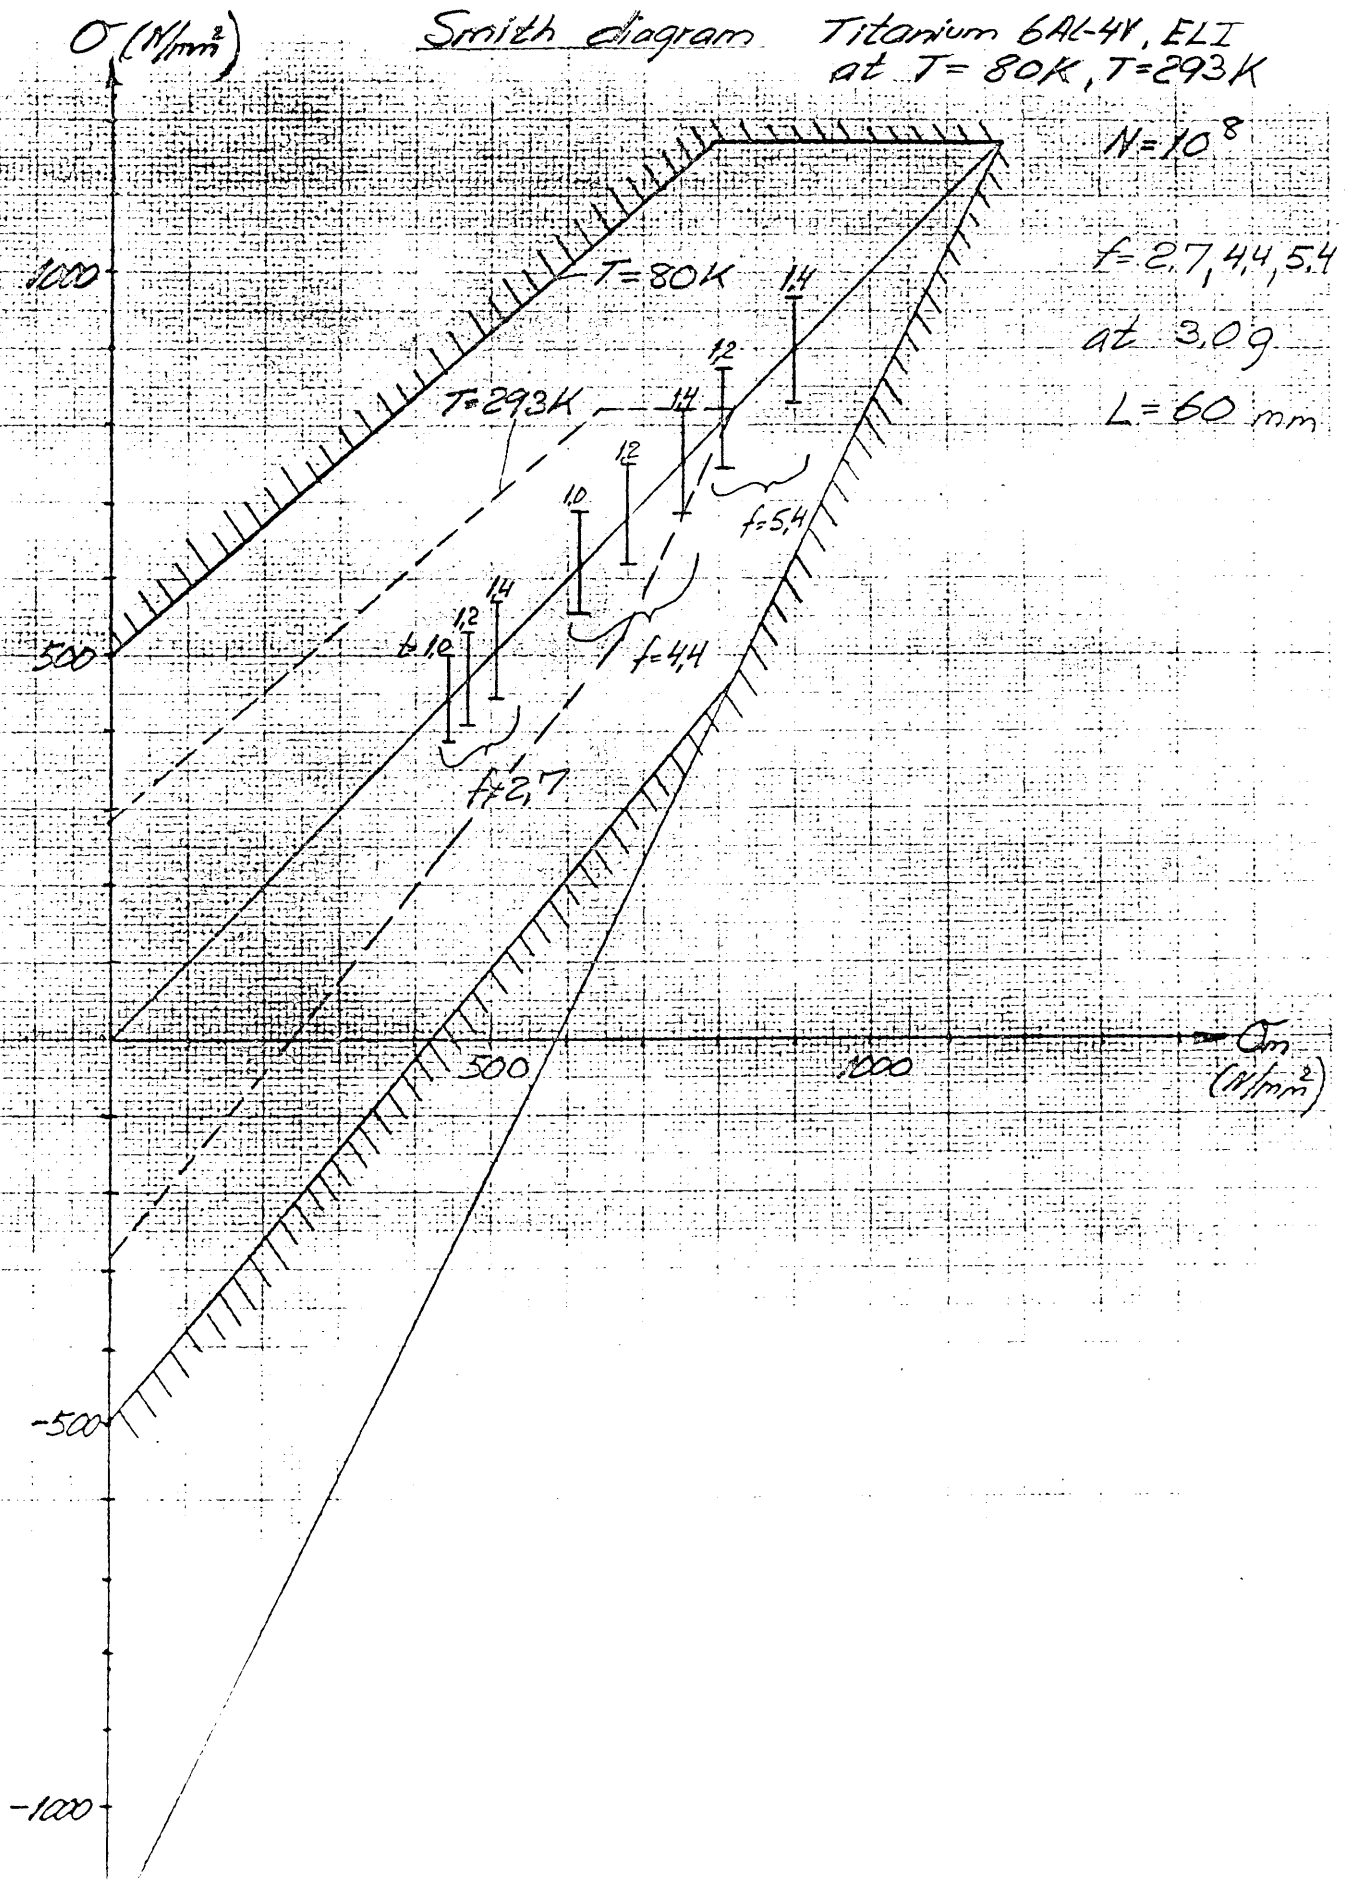 σ (N/mm²)
Smith diagram
Titanium 6Al-4V, ELI
at T= 80K, T=293K
N=10⁸
f= 2.7, 4.4, 5.4
at 3.0g
L= 60 mm
1000
T=80K
1.4
1.2
T=293K
1.4
1.2
1.0
f=5.4
1.4
1.2
t=1.0
500
f=4.4
f=2.7
500
1000
σm
(N/mm²)
-500
-1000